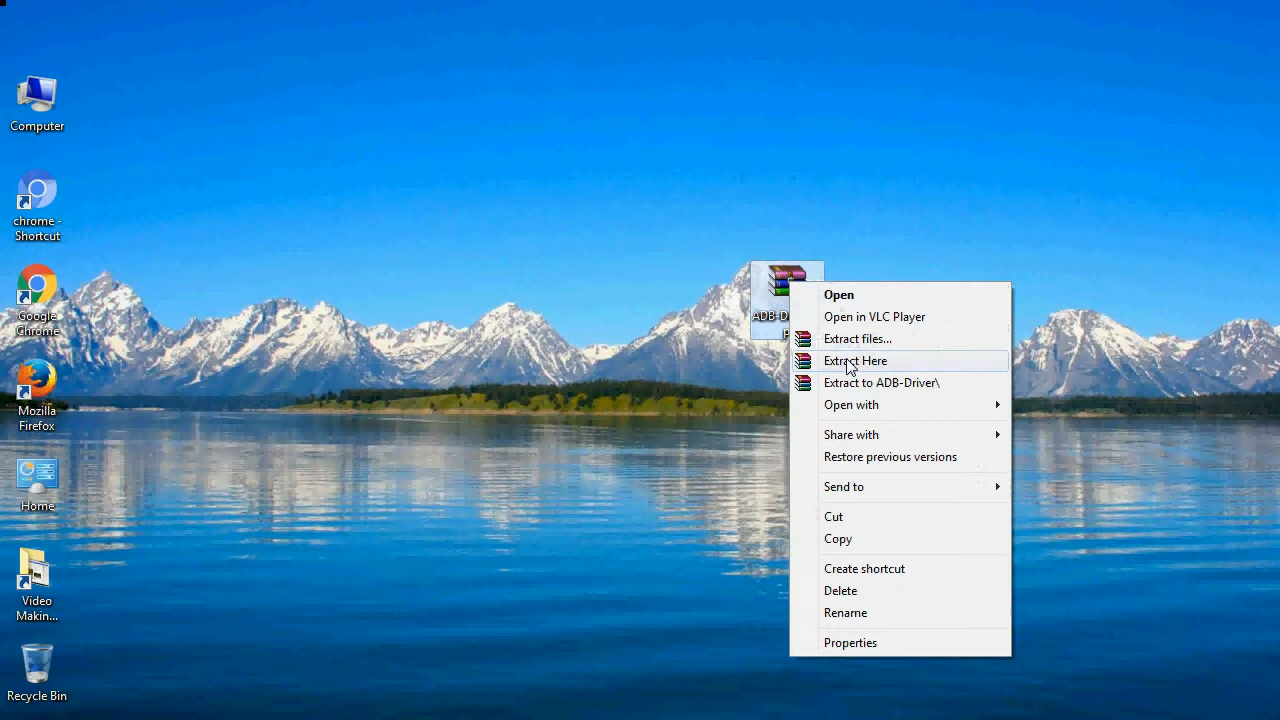 Computer
chrome -
Shortcut
Google
Chrome
Mozilla
Firefox
Home
Video
Makin...
Recycle Bin
Open
Open in VLC Player
Extract files...
Extract Here
Extract to ADB-Driver\
Open with
Share with
Restore previous versions
Send to
Cut
Copy
Create shortcut
Delete
Rename
Properties